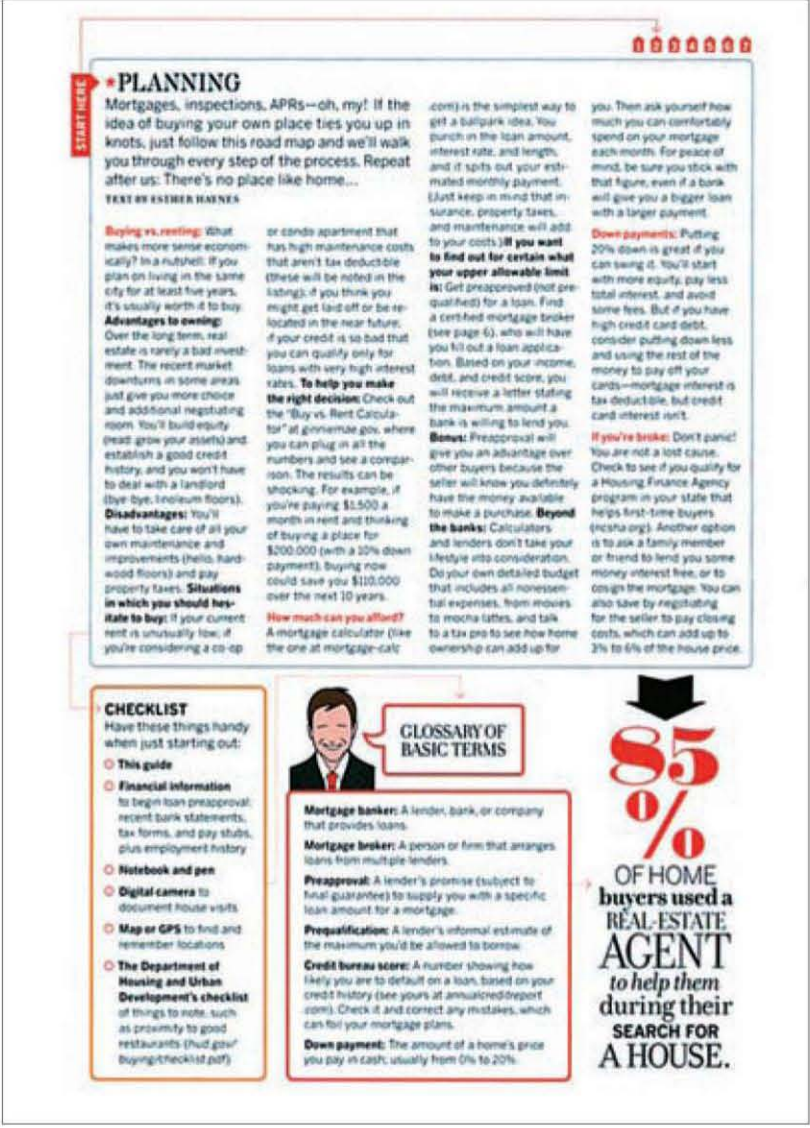 1 2 3 4 5 6 7
START HERE
*PLANNING
Mortgages, inspections, APRs—oh, my! If the
idea of buying your own place ties you up in
knots, just follow this road map and we'll walk
you through every step of the process. Repeat
after us: There's no place like home...
TEXT BY ESTHER HAYNES
Buying vs. renting: What
makes more sense econom-
ically? In a nutshell: If you
plan on living in the same
city for at least five years,
it's usually worth it to buy.
Advantages to owning:
Over the long term, real
estate is rarely a bad invest-
ment. The recent market
downturns in some areas
just give you more choice
and additional negotiating
room. You'll build equity
(read: grow your assets) and
establish a good credit
history, and you won't have
to deal with a landlord
(bye-bye, linoleum floors).
Disadvantages: You'll
have to take care of all your
own maintenance and
improvements (hello, hard-
wood floors) and pay
property taxes. Situations
in which you should hes-
itate to buy: If your current
rent is unusually low; if
you're considering a co-op
or condo apartment that
has high maintenance costs
that aren't tax deductible
(these will be noted in the
listing); if you think you
might get laid off or be re-
located in the near future;
if your credit is so bad that
you can qualify only for
loans with very high interest
rates. To help you make
the right decision: Check out
the "Buy vs. Rent Calcula-
tor" at ginniemae.gov, where
you can plug in all the
numbers and see a compar-
ison. The results can be
shocking. For example, if
you're paying $1,500 a
month in rent and thinking
of buying a place for
$200,000 (with a 10% down
payment), buying now
could save you $110,000
over the next 10 years.
How much can you afford?
A mortgage calculator (like
the one at mortgage-calc
.com) is the simplest way to
get a ballpark idea. You
punch in the loan amount,
interest rate, and length,
and it spits out your esti-
mated monthly payment.
(Just keep in mind that in-
surance, property taxes,
and maintenance will add
to your costs.) If you want
to find out for certain what
your upper allowable limit
is: Get preapproved (not pre-
qualified) for a loan. Find
a certified mortgage broker
(see page 6), who will have
you fill out a loan applica-
tion. Based on your income,
debt, and credit score, you
will receive a letter stating
the maximum amount a
bank is willing to lend you.
Bonus: Preapproval will
give you an advantage over
other buyers because the
seller will know you definitely
have the money available
to make a purchase. Beyond
the banks: Calculators
and lenders don't take your
lifestyle into consideration.
Do your own detailed budget
that includes all nonessen-
tial expenses, from movies
to mocha lattes, and talk
to a tax pro to see how home
ownership can add up for
you. Then ask yourself how
much you can comfortably
spend on your mortgage
each month. For peace of
mind, be sure you stick with
that figure, even if a bank
will give you a bigger loan
with a larger payment.
Down payments: Putting
20% down is great if you
can swing it. You'll start
with more equity, pay less
total interest, and avoid
some fees. But if you have
high credit card debt,
consider putting down less
and using the rest of the
money to pay off your
cards—mortgage interest is
tax deductible, but credit
card interest isn't.
If you're broke: Don't panic!
You are not a lost cause.
Check to see if you qualify for
a Housing Finance Agency
program in your state that
helps first-time buyers
(ncsha.org). Another option
is to ask a family member
or friend to lend you some
money interest free, or to
cosign the mortgage. You can
also save by negotiating
for the seller to pay closing
costs, which can add up to
3% to 6% of the house price.
CHECKLIST
Have these things handy
when just starting out:
This guide
Financial information
to begin loan preapproval:
recent bank statements,
tax forms, and pay stubs,
plus employment history
Notebook and pen
Digital camera to
document house visits
Map or GPS to find and
remember locations
The Department of
Housing and Urban
Development's checklist
of things to note, such
as proximity to good
restaurants (hud.gov/
buying/checklist.pdf)
GLOSSARY OF
BASIC TERMS
Mortgage banker: A lender, bank, or company
that provides loans.
Mortgage broker: A person or firm that arranges
loans from multiple lenders.
Preapproval: A lender's promise (subject to
final guarantee) to supply you with a specific
loan amount for a mortgage.
Prequalification: A lender's informal estimate of
the maximum you'd be allowed to borrow.
Credit bureau score: A number showing how
likely you are to default on a loan, based on your
credit history (see yours at annualcreditreport
.com). Check it and correct any mistakes, which
can foil your mortgage plans.
Down payment: The amount of a home's price
you pay in cash, usually from 0% to 20%.
85
%
OF HOME
buyers used a
REAL-ESTATE
AGENT
to help them
during their
SEARCH FOR
A HOUSE.